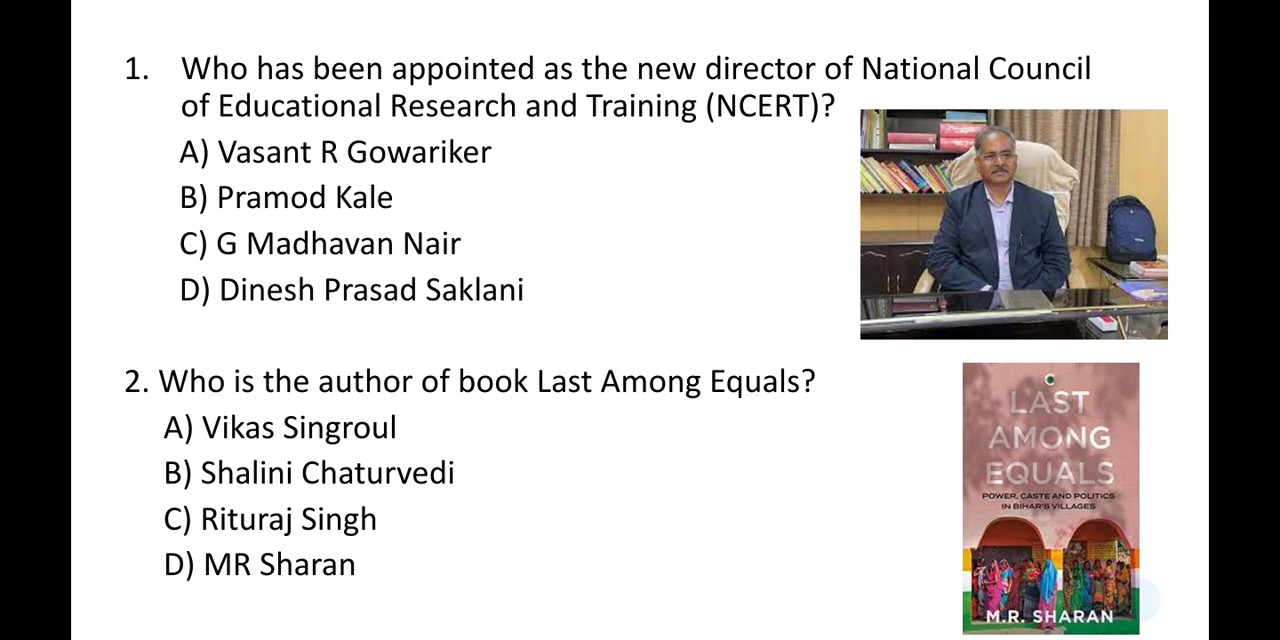 1. Who has been appointed as the new director of National Council
of Educational Research and Training (NCERT)?
A) Vasant R Gowariker
B) Pramod Kale
C) G Madhavan Nair
D) Dinesh Prasad Saklani
2. Who is the author of book Last Among Equals?
A) Vikas Singroul
B) Shalini Chaturvedi
C) Rituraj Singh
D) MR Sharan
LAST
AMONG
EQUALS
POWER, CASTE AND POLITICS
IN BIHAR'S VILLAGES
M.R. SHARAN